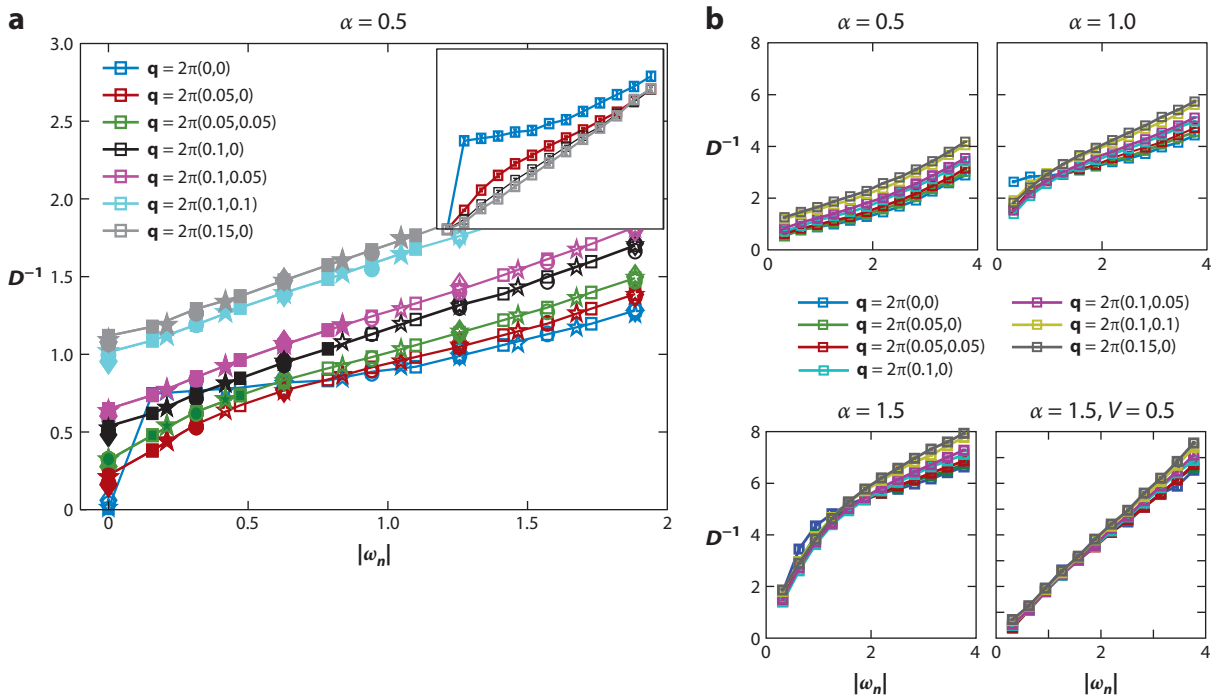 a
α = 0.5
3.0
2.5
2.0
1.5
1.0
0.5
0
D⁻¹
q = 2π(0,0)
q = 2π(0.05,0)
q = 2π(0.05,0.05)
q = 2π(0.1,0)
q = 2π(0.1,0.05)
q = 2π(0.1,0.1)
q = 2π(0.15,0)
0 0.5 1.0 1.5 2
|ωₙ|
b
α = 0.5 α = 1.0
8
6
4
2
0
D⁻¹
0 2 4 0 2 4
q = 2π(0,0)
q = 2π(0.05,0)
q = 2π(0.05,0.05)
q = 2π(0.1,0)
q = 2π(0.1,0.05)
q = 2π(0.1,0.1)
q = 2π(0.15,0)
α = 1.5 α = 1.5, V = 0.5
8
6
4
2
0
D⁻¹
0 2 4 0 2 4
|ωₙ| |ωₙ|